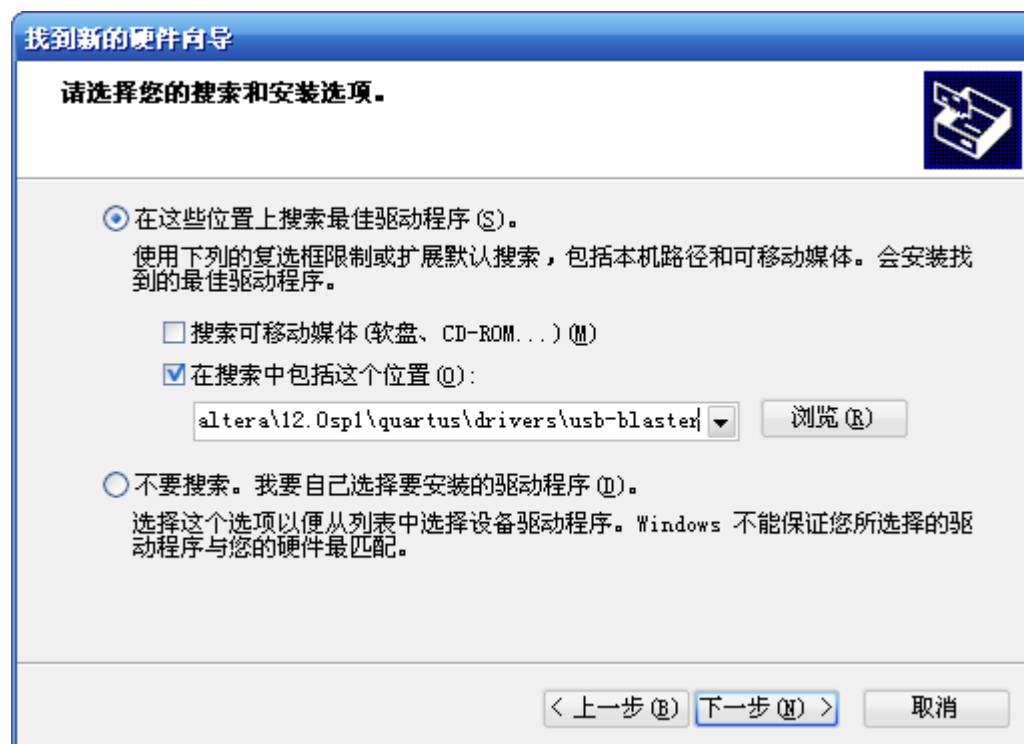 找到新的硬件向导
请选择您的搜索和安装选项。
在这些位置上搜索最佳驱动程序(S)。
使用下列的复选框限制或扩展默认搜索,包括本机路径和可移动媒体。会安装找
到的最佳驱动程序。
搜索可移动媒体(软盘、CD-ROM...)(M)
在搜索中包括这个位置(O):
altera\12.0sp1\quartus\drivers\usb-blaster
浏览(R)
不要搜索。我要自己选择要安装的驱动程序(D)。
选择这个选项以便从列表中选择设备驱动程序。Windows 不能保证您所选择的驱
动程序与您的硬件最匹配。
< 上一步(B) 下一步(N) > 取消